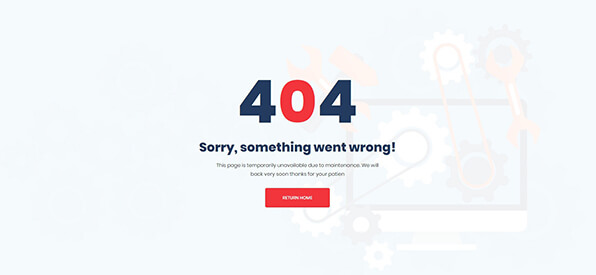 404
Sorry, something went wrong!
This page is temporarily unavailable due to maintenance. We will
back very soon thanks for your patien
RETURN HOME